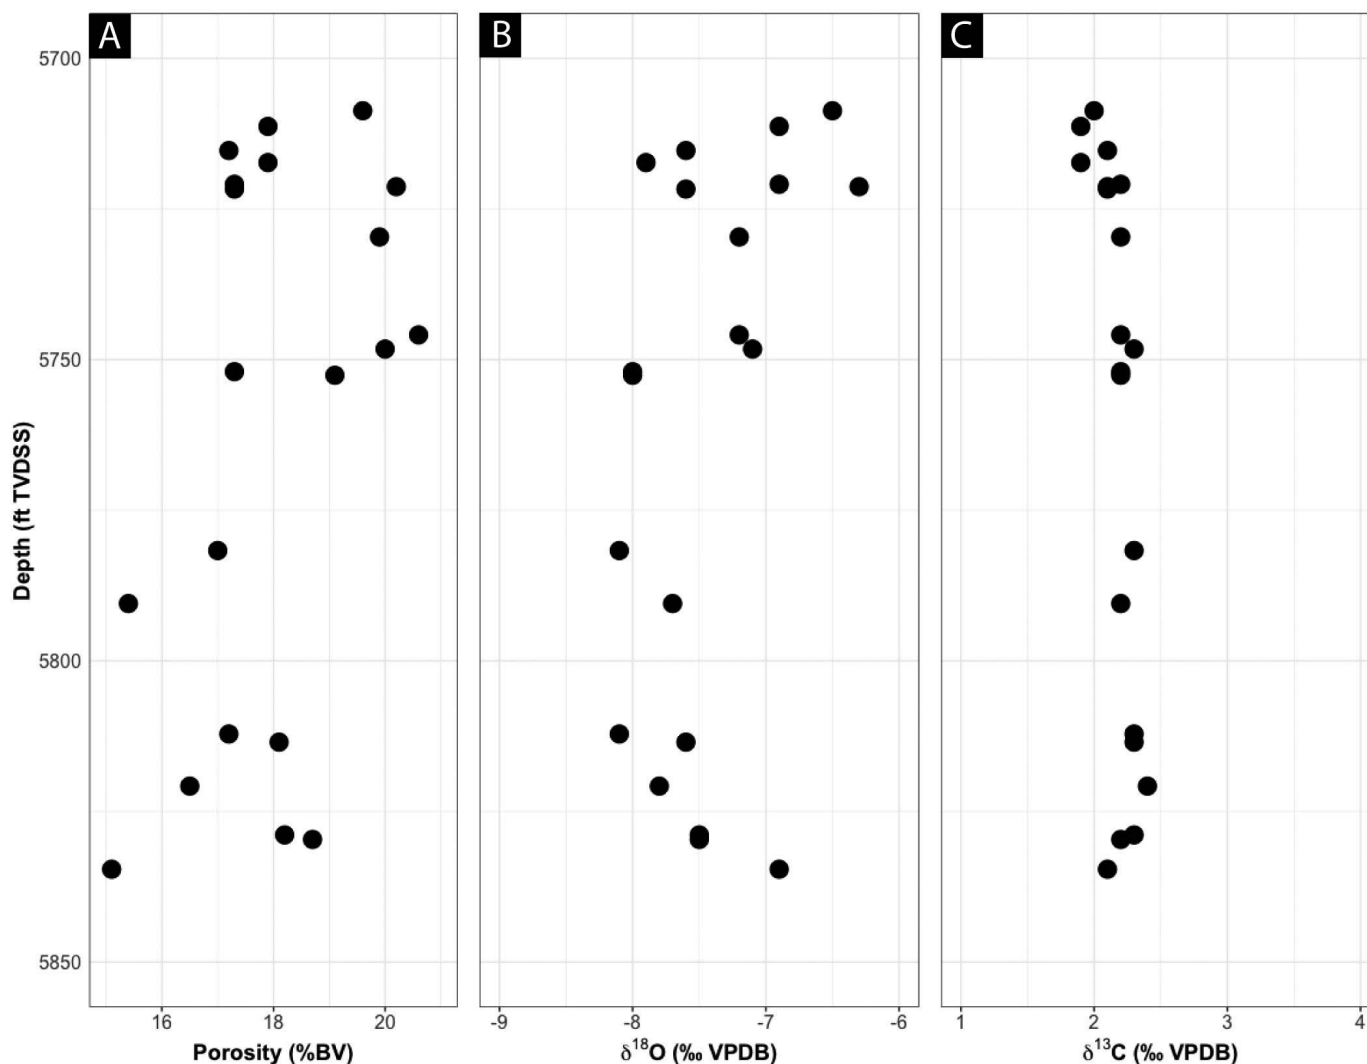 A
B
C
5700
5750
5800
5850
Depth (ft TVDSS)
16 18 20
-9 -8 -7 -6
1 2 3 4
Porosity (%BV)
δ¹⁸O (‰ VPDB)
δ¹³C (‰ VPDB)